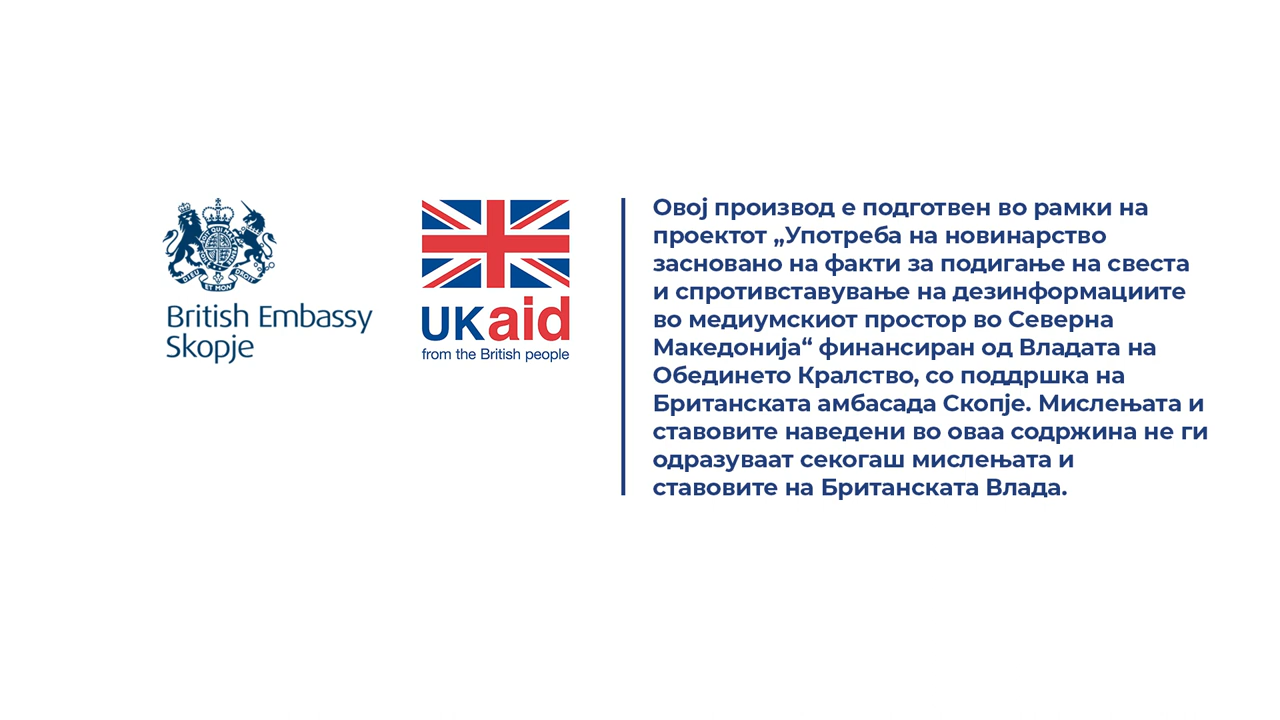 British Embassy
Skopje
UKaid
from the British people
Овој производ е подготвен во рамки на
проектот „Употреба на новинарство
засновано на факти за подигање на свеста
и спротивставување на дезинформациите
во медиумскиот простор во Северна
Македонија“ финансиран од Владата на
Обединето Кралство, со поддршка на
Британската амбасада Скопје. Мислењата и
ставовите наведени во оваа содржина не ги
одразуваат секогаш мислењата и
ставовите на Британската Влада.